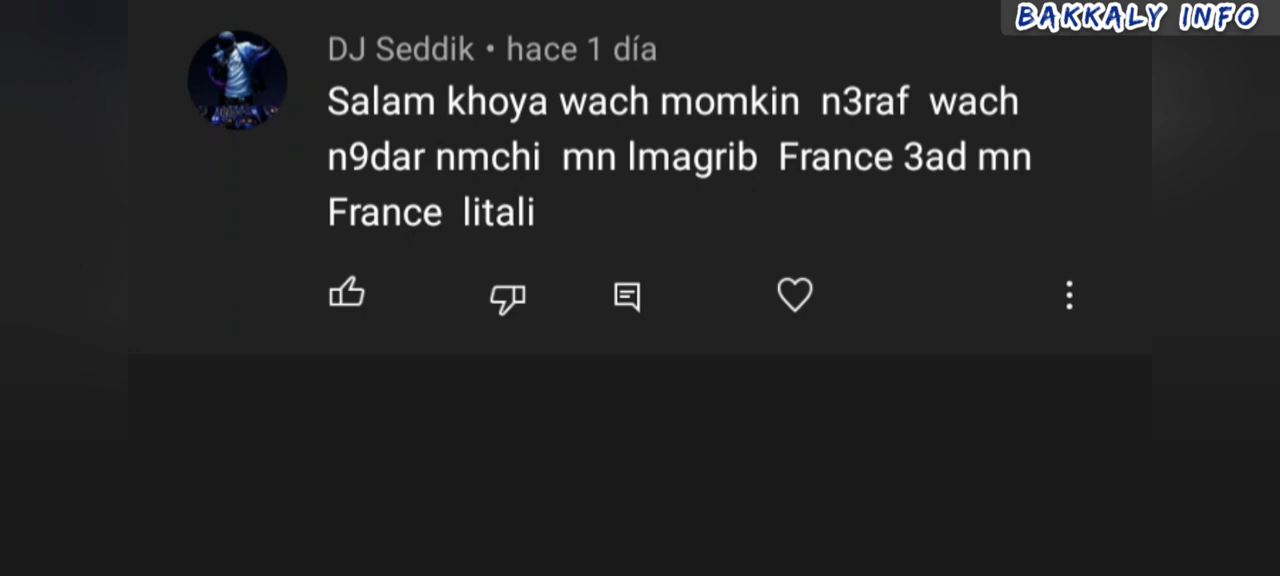 BAKKALY INFO
DJ Seddik • hace 1 día
Salam khoya wach momkin n3raf wach
n9dar nmchi mn lmagrib France 3ad mn
France litali